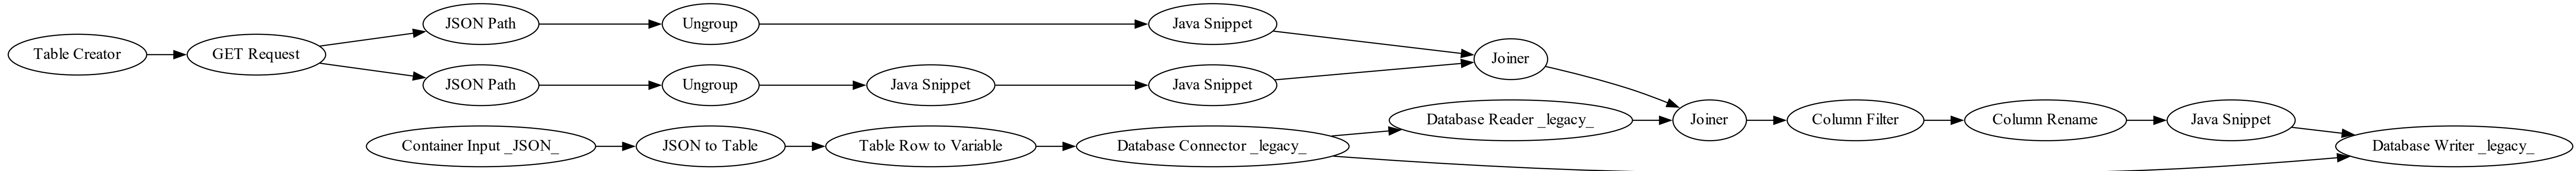 JSON Path
Ungroup
Java Snippet
Table Creator
GET Request
Joiner
JSON Path
Ungroup
Java Snippet
Java Snippet
Database Reader _legacy_
Joiner
Column Filter
Column Rename
Java Snippet
Container Input _JSON_
JSON to Table
Table Row to Variable
Database Connector _legacy_
Database Writer _legacy_